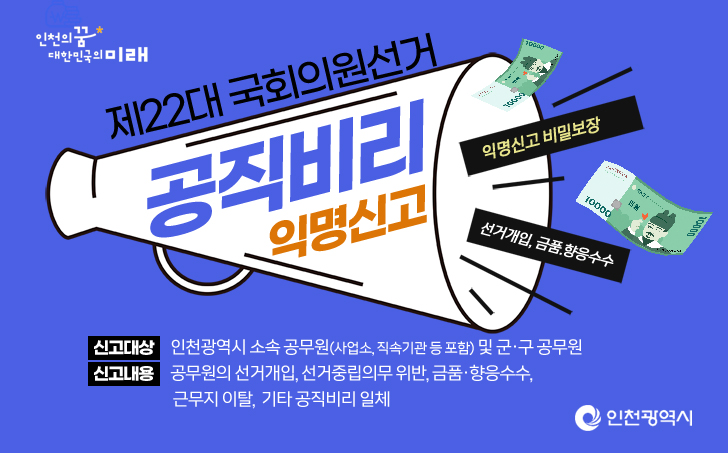 인천의꿈
대한민국의미래
제22대 국회의원선거
공직비리
익명신고
익명신고 비밀보장
선거개입, 금품.향응수수
10000
10000
10000
10000
신고대상 인천광역시 소속 공무원(사업소, 직속기관 등 포함) 및 군·구 공무원
신고내용 공무원의 선거개입, 선거중립의무 위반, 금품·향응수수,
근무지 이탈, 기타 공직비리 일체
인천광역시